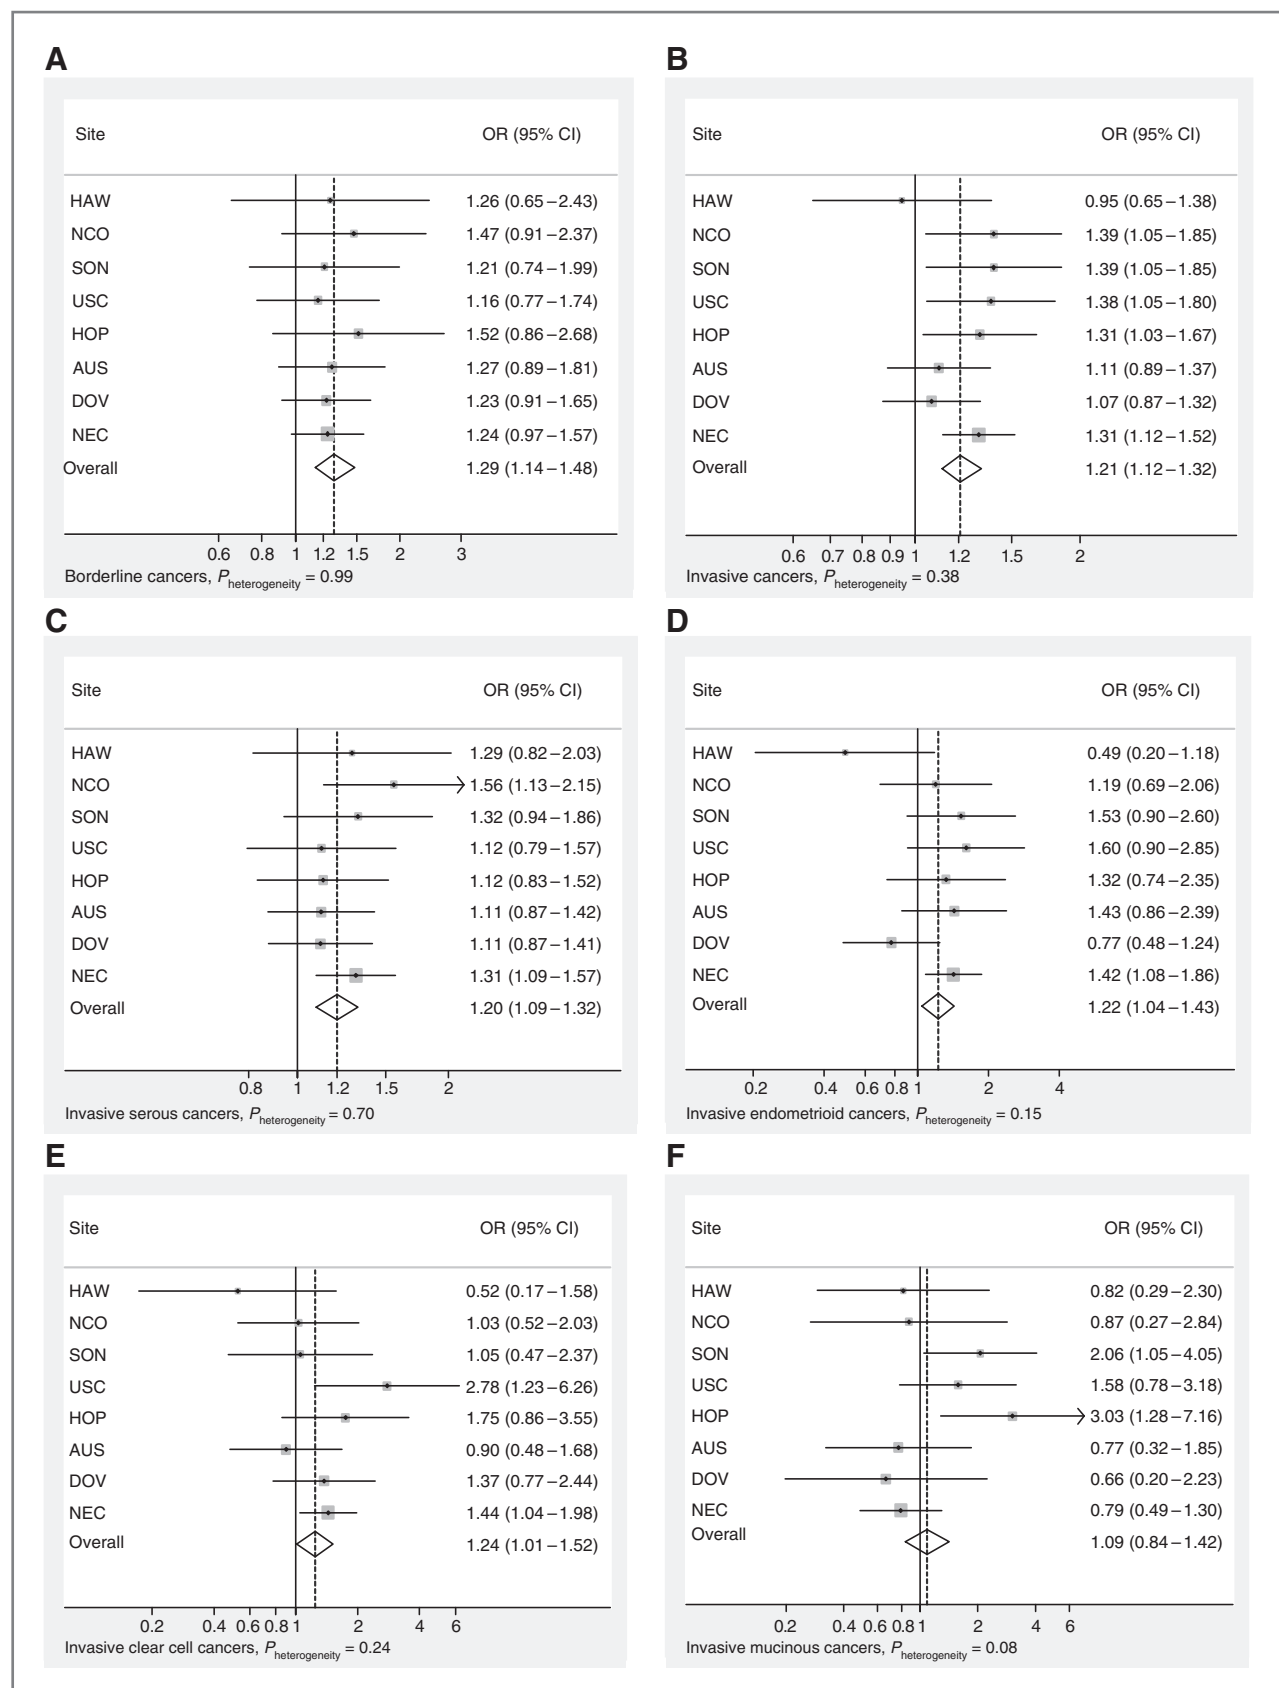 A
Site OR (95% CI)
HAW 1.26 (0.65–2.43)
NCO 1.47 (0.91–2.37)
SON 1.21 (0.74–1.99)
USC 1.16 (0.77–1.74)
HOP 1.52 (0.86–2.68)
AUS 1.27 (0.89–1.81)
DOV 1.23 (0.91–1.65)
NEC 1.24 (0.97–1.57)
Overall 1.29 (1.14–1.48)
0.6 0.8 1 1.2 1.5 2 3
Borderline cancers, Pheterogeneity = 0.99
B
Site OR (95% CI)
HAW 0.95 (0.65–1.38)
NCO 1.39 (1.05–1.85)
SON 1.39 (1.05–1.85)
USC 1.38 (1.05–1.80)
HOP 1.31 (1.03–1.67)
AUS 1.11 (0.89–1.37)
DOV 1.07 (0.87–1.32)
NEC 1.31 (1.12–1.52)
Overall 1.21 (1.12–1.32)
0.6 0.7 0.8 0.9 1 1.2 1.5 2
Invasive cancers, Pheterogeneity = 0.38
C
Site OR (95% CI)
HAW 1.29 (0.82–2.03)
NCO 1.56 (1.13–2.15)
SON 1.32 (0.94–1.86)
USC 1.12 (0.79–1.57)
HOP 1.12 (0.83–1.52)
AUS 1.11 (0.87–1.42)
DOV 1.11 (0.87–1.41)
NEC 1.31 (1.09–1.57)
Overall 1.20 (1.09–1.32)
0.8 1 1.2 1.5 2
Invasive serous cancers, Pheterogeneity = 0.70
D
Site OR (95% CI)
HAW 0.49 (0.20–1.18)
NCO 1.19 (0.69–2.06)
SON 1.53 (0.90–2.60)
USC 1.60 (0.90–2.85)
HOP 1.32 (0.74–2.35)
AUS 1.43 (0.86–2.39)
DOV 0.77 (0.48–1.24)
NEC 1.42 (1.08–1.86)
Overall 1.22 (1.04–1.43)
0.2 0.4 0.6 0.8 1 2 4
Invasive endometrioid cancers, Pheterogeneity = 0.15
E
Site OR (95% CI)
HAW 0.52 (0.17–1.58)
NCO 1.03 (0.52–2.03)
SON 1.05 (0.47–2.37)
USC 2.78 (1.23–6.26)
HOP 1.75 (0.86–3.55)
AUS 0.90 (0.48–1.68)
DOV 1.37 (0.77–2.44)
NEC 1.44 (1.04–1.98)
Overall 1.24 (1.01–1.52)
0.2 0.4 0.6 0.8 1 2 4 6
Invasive clear cell cancers, Pheterogeneity = 0.24
F
Site OR (95% CI)
HAW 0.82 (0.29–2.30)
NCO 0.87 (0.27–2.84)
SON 2.06 (1.05–4.05)
USC 1.58 (0.78–3.18)
HOP 3.03 (1.28–7.16)
AUS 0.77 (0.32–1.85)
DOV 0.66 (0.20–2.23)
NEC 0.79 (0.49–1.30)
Overall 1.09 (0.84–1.42)
0.2 0.4 0.6 0.8 1 2 4 6
Invasive mucinous cancers, Pheterogeneity = 0.08